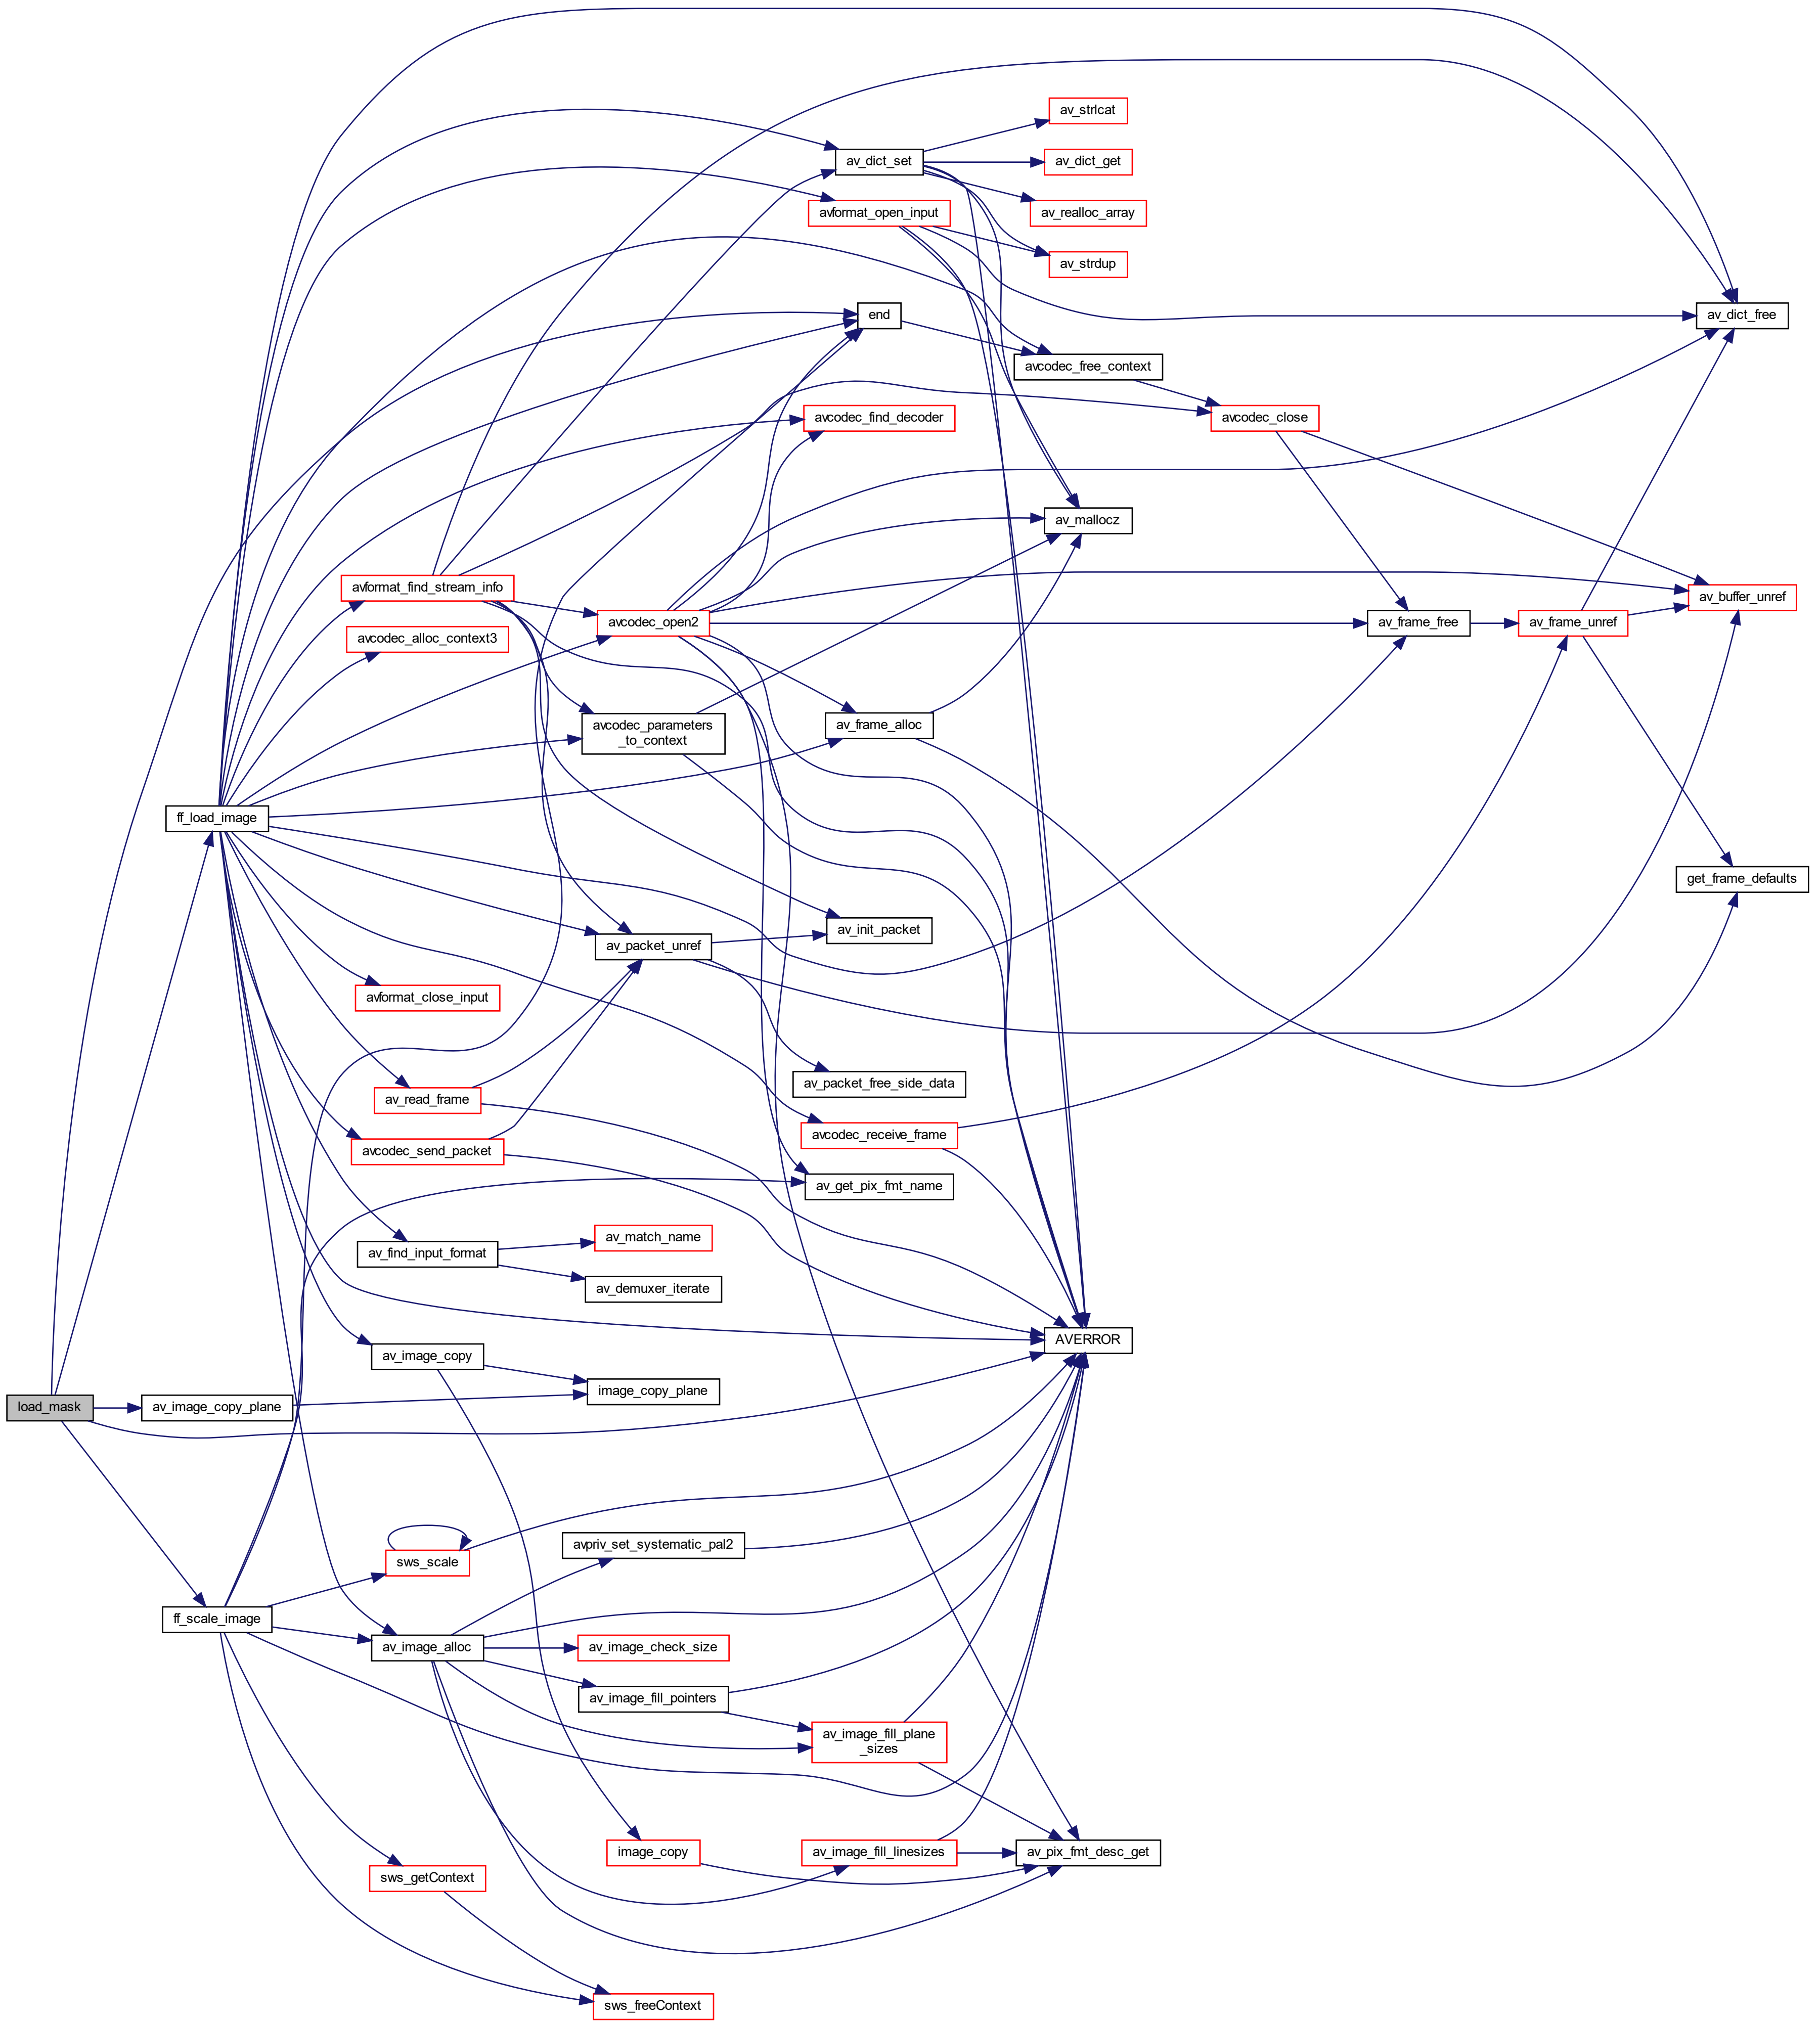 av_strlcat
av_dict_set
av_dict_get
avformat_open_input
av_realloc_array
av_strdup
end
av_dict_free
avcodec_free_context
avcodec_find_decoder
avcodec_close
av_mallocz
avformat_find_stream_info
av_buffer_unref
avcodec_open2
av_frame_free
av_frame_unref
avcodec_alloc_context3
avcodec_parameters
_to_context
av_frame_alloc
ff_load_image
get_frame_defaults
av_init_packet
av_packet_unref
avformat_close_input
av_packet_free_side_data
av_read_frame
avcodec_receive_frame
avcodec_send_packet
av_get_pix_fmt_name
av_match_name
av_find_input_format
av_demuxer_iterate
AVERROR
av_image_copy
image_copy_plane
load_mask
av_image_copy_plane
avpriv_set_systematic_pal2
sws_scale
ff_scale_image
av_image_alloc
av_image_check_size
av_image_fill_pointers
av_image_fill_plane
_sizes
image_copy
av_image_fill_linesizes
av_pix_fmt_desc_get
sws_getContext
sws_freeContext